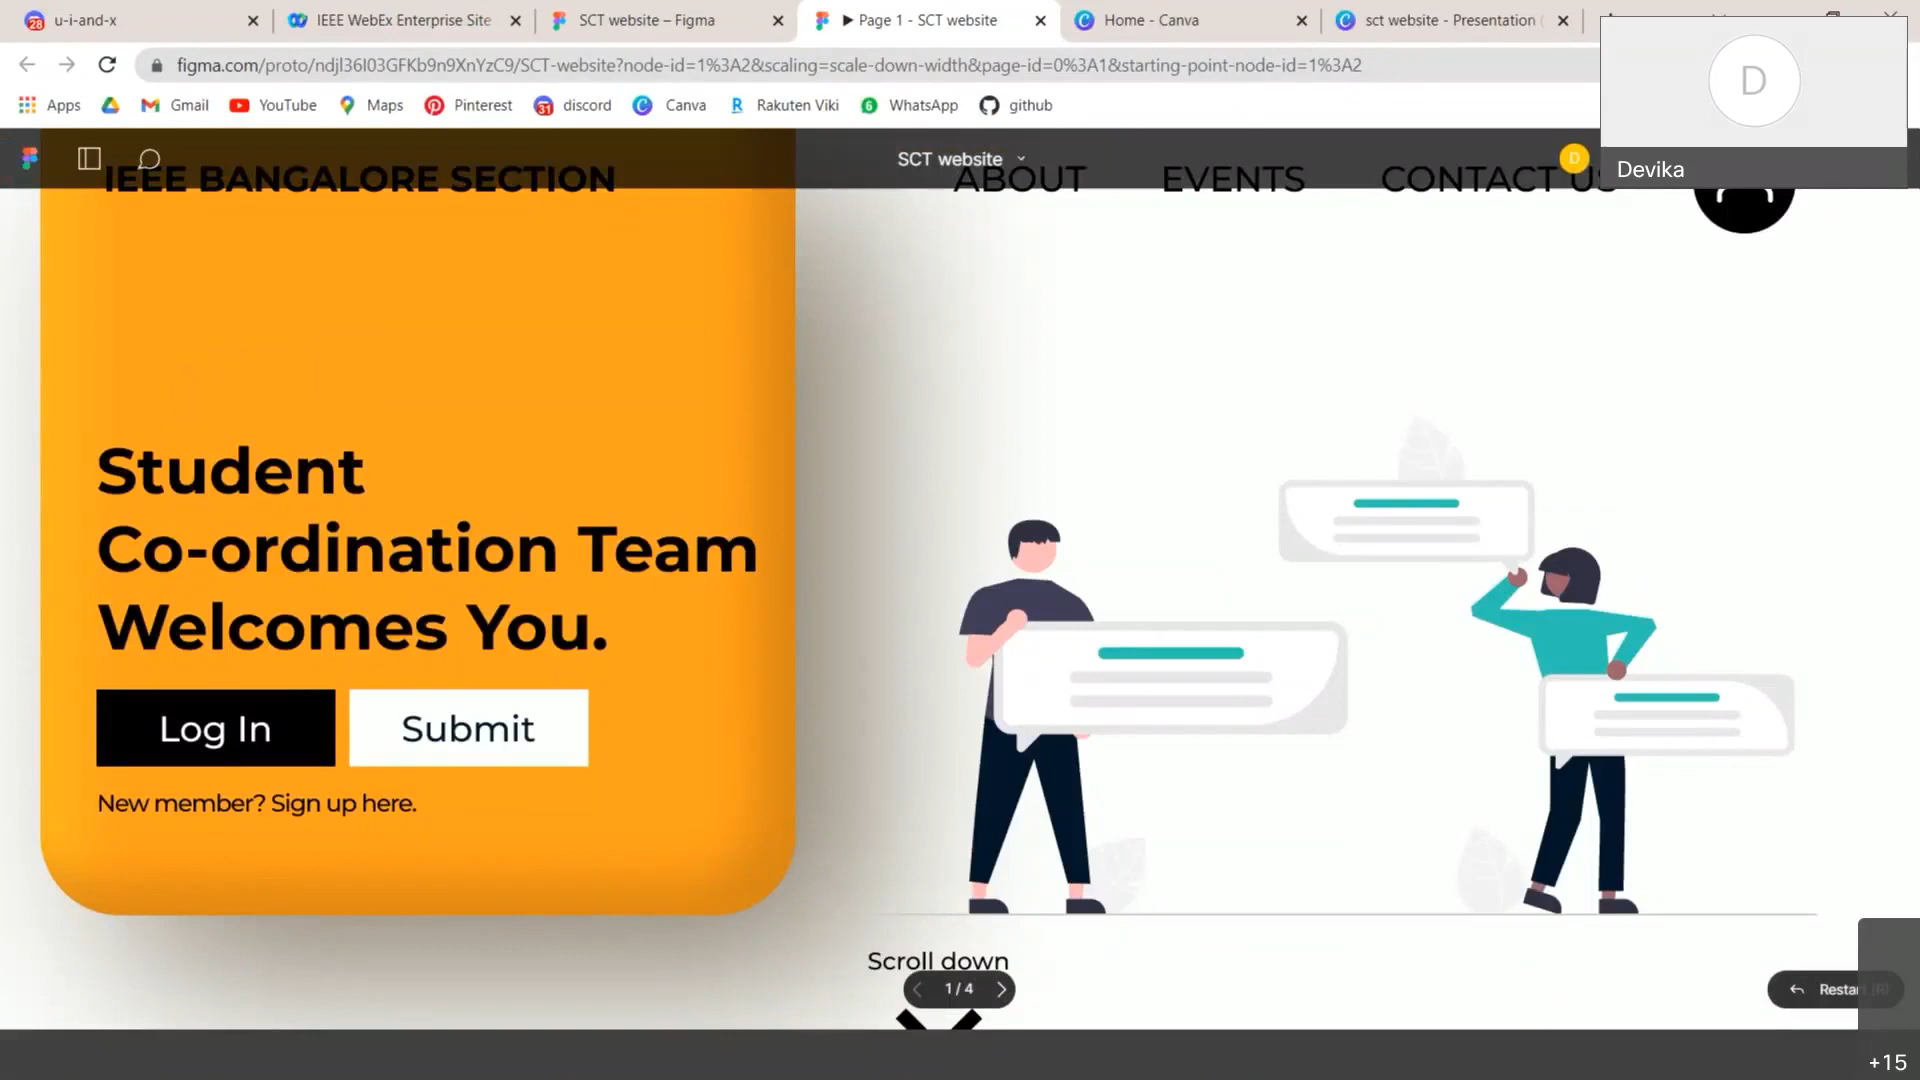 u-i-and-x
IEEE WebEx Enterprise Site
SCT website – Figma
Page 1 - SCT website
Home - Canva
sct website - Presentation
figma.com/proto/ndjl36I03GFKb9n9XnYzC9/SCT-website?node-id=1%3A2&scaling=scale-down-width&page-id=0%3A1&starting-point-node-id=1%3A2
Apps
Gmail
YouTube
Maps
Pinterest
discord
Canva
Rakuten Viki
WhatsApp
github
D
Devika
SCT website
D
IEEE BANGALORE SECTION
ABOUT
EVENTS
CONTACT US
Student
Co-ordination Team
Welcomes You.
Log In
Submit
New member? Sign up here.
Scroll down
1 / 4
Restart (R)
+15